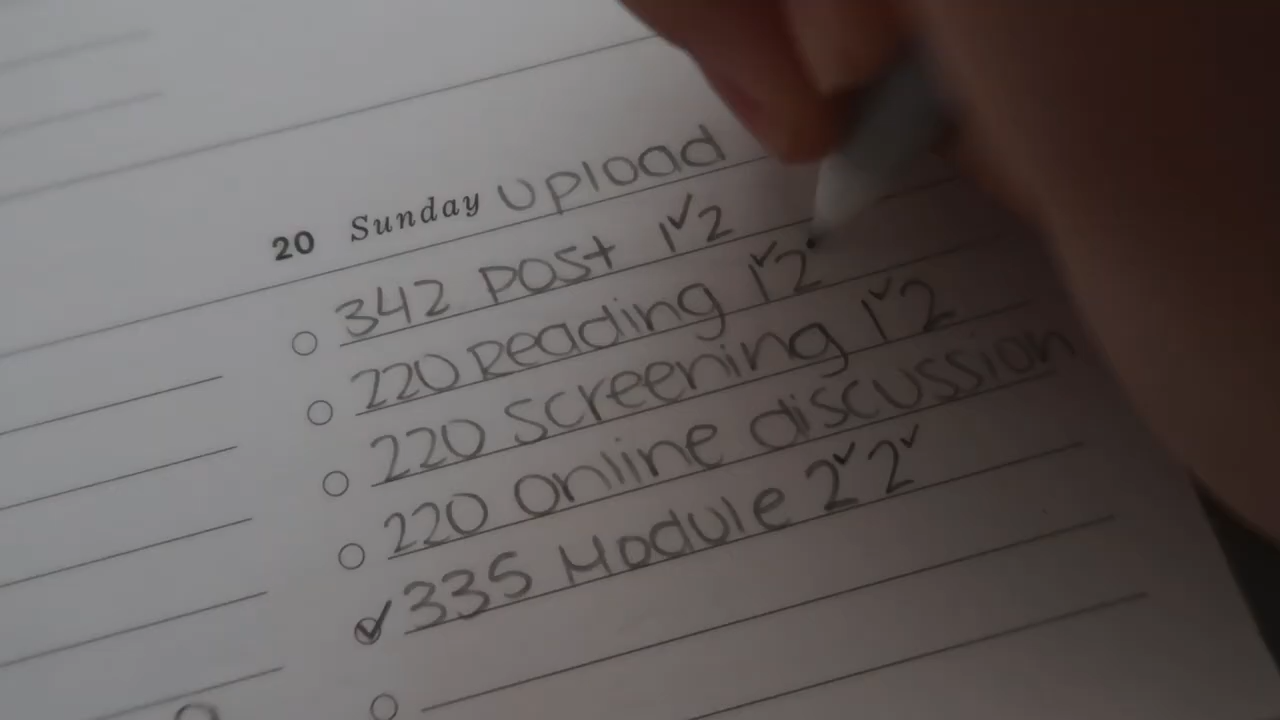 20 Sunday Upload
342 Post 1✓2
220 Reading 1✓2
220 Screening 1✓2
220 Online discussion
✓335 Module 2✓2✓